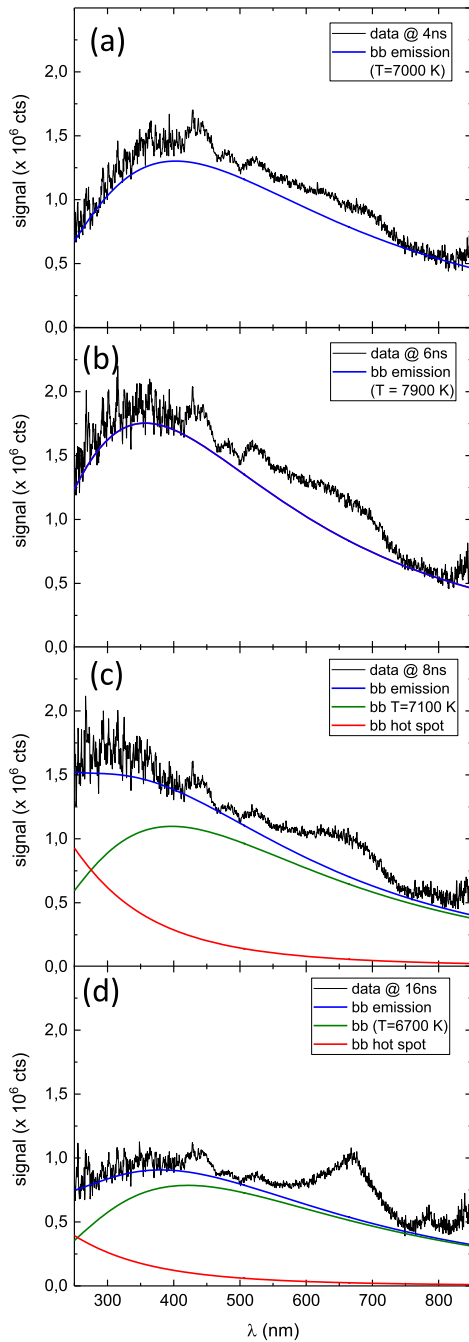 (a)
data @ 4ns
bb emission
(T=7000 K)
2,0
1,5
1,0
0,5
0,0
signal (x 10⁶ cts)
(b)
data @ 6ns
bb emission
(T = 7900 K)
2,0
1,5
1,0
0,5
0,0
signal (x 10⁶ cts)
(c)
data @ 8ns
bb emission
bb T=7100 K
bb hot spot
2,0
1,5
1,0
0,5
0,0
signal (x 10⁶ cts)
(d)
data @ 16ns
bb emission
bb (T=6700 K)
bb hot spot
2,0
1,5
1,0
0,5
0,0
signal (x 10⁶ cts)
300 400 500 600 700 800
λ (nm)